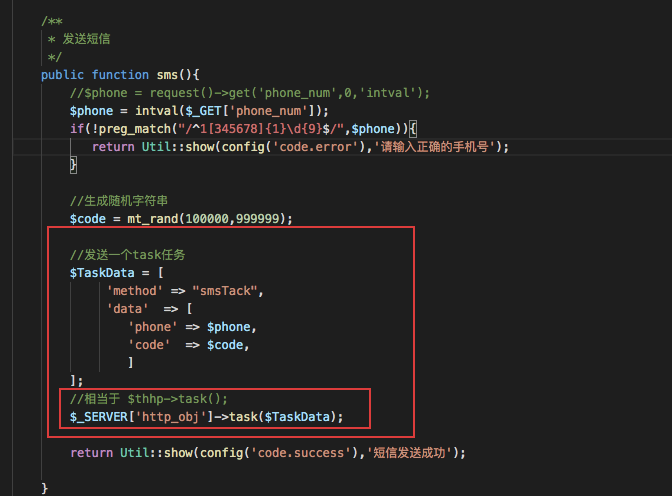 /**
* 发送短信
*/
public function sms(){
//$phone = request()->get('phone_num',0,'intval');
$phone = intval($_GET['phone_num']);
if(!preg_match("/^1[345678]{1}\d{9}$/",$phone)){
return Util::show(config('code.error'),'请输入正确的手机号');
}
//生成随机字符串
$code = mt_rand(100000,999999);
//发送一个task任务
$TaskData = [
'method' => "smsTack",
'data'  => [
'phone' => $phone,
'code'  => $code,
]
];
//相当于 $thhp->task();
$_SERVER['http_obj']->task($TaskData);
return Util::show(config('code.success'),'短信发送成功');
}